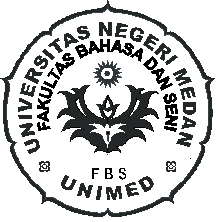 UNIVERSITAS NEGERI MEDAN
FAKULTAS BAHASA DAN SENI
FBS
UNIMED